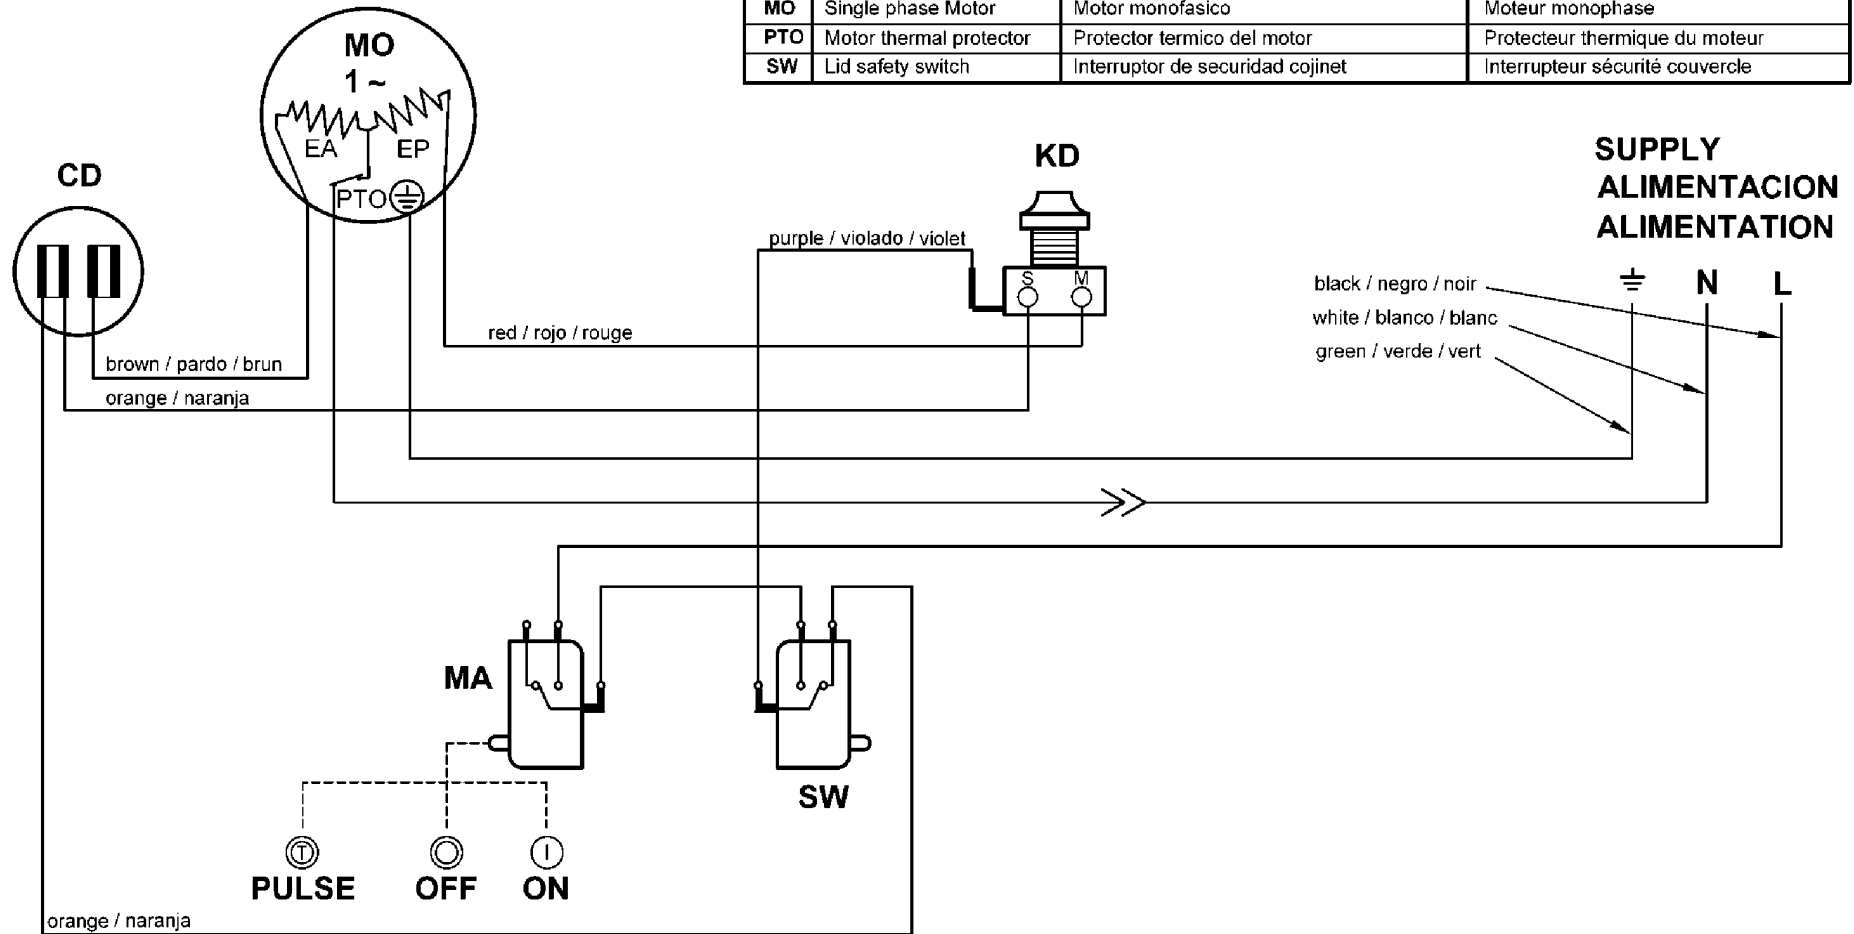 MO Single phase Motor Motor monofasico Moteur monophase
PTO Motor thermal protector Protector termico del motor Protecteur thermique du moteur
SW Lid safety switch Interruptor de securidad cojinet Interrupteur sécurité couvercle
MO
1 ~
EA EP
PTO
CD
KD
S M
SUPPLY
ALIMENTACION
ALIMENTATION
N L
purple / violado / violet
black / negro / noir
white / blanco / blanc
green / verde / vert
red / rojo / rouge
brown / pardo / brun
orange / naranja
MA
SW
T I
PULSE OFF ON
orange / naranja